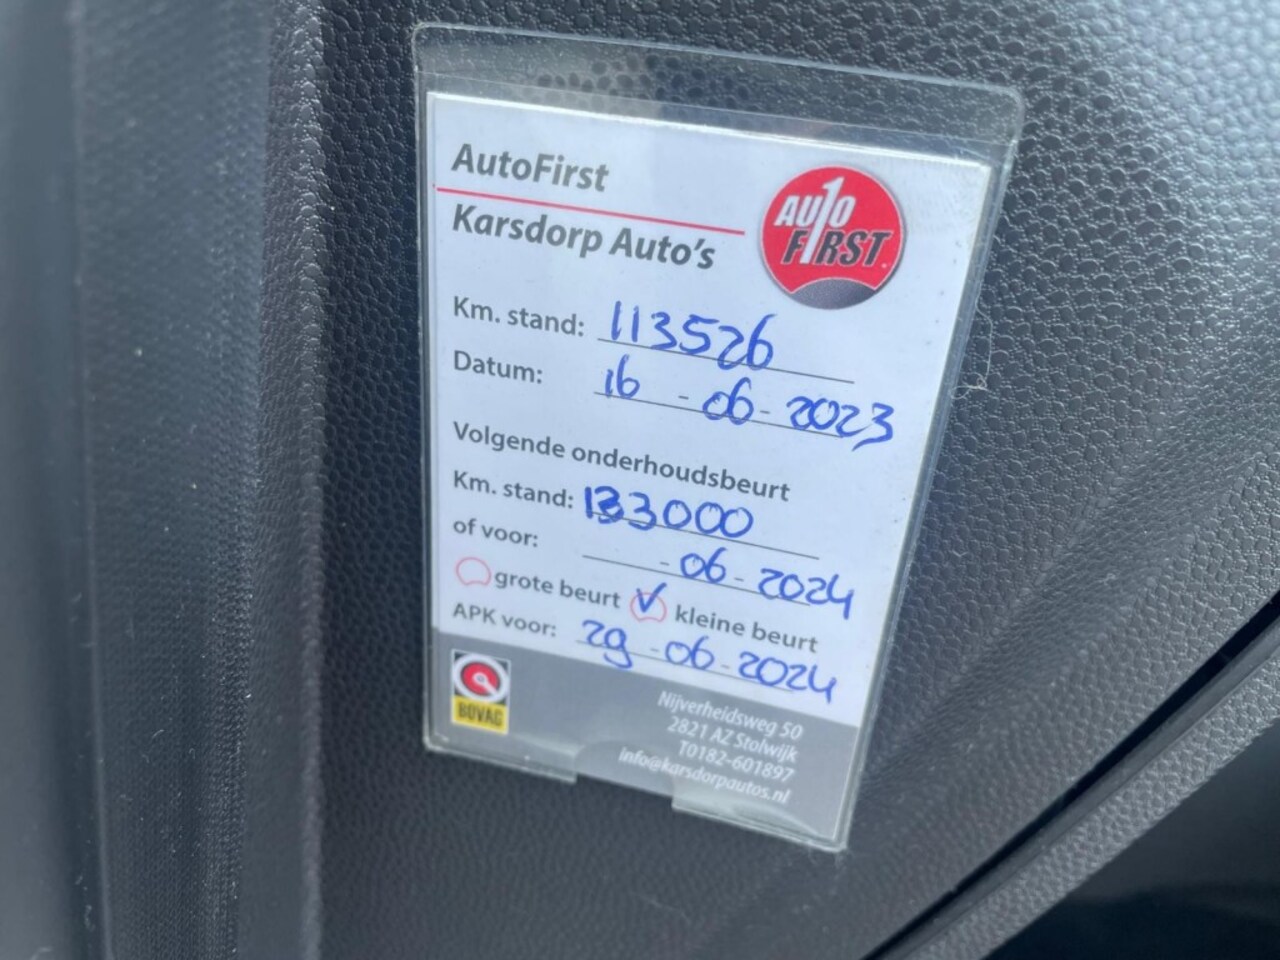 AutoFirst
Karsdorp Auto's
AUTO
FIRST
Km. stand: 113526
Datum: 16 - 06 - 2023
Volgende onderhoudsbeurt
Km. stand: 133000
of voor: - 06 - 2024
grote beurt ✓ kleine beurt
APK voor: 29 - 06 - 2024
BOVAG
Nijverheidsweg 50
2821 AZ Stolwijk
T0182-601897
info@karsdorpautos.nl